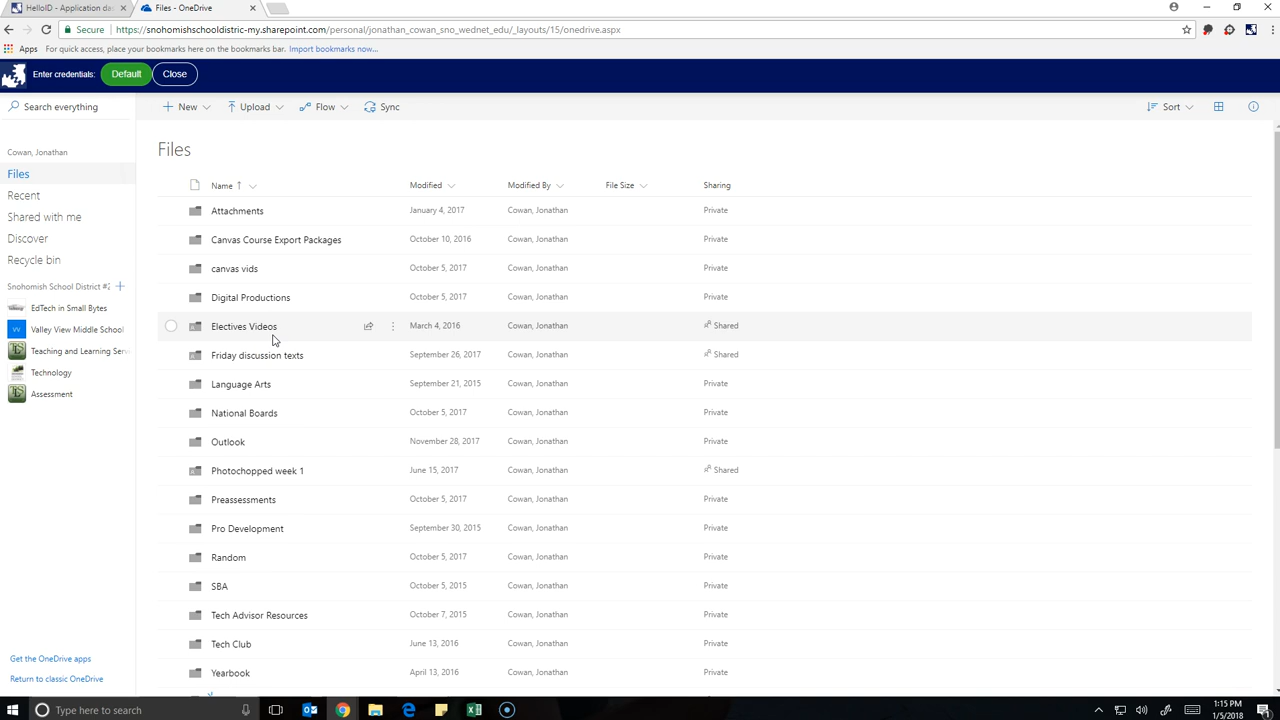 HelloID - Application da
Files - OneDrive
Secure https://snohomishschooldistric-my.sharepoint.com/personal/jonathan_cowan_sno_wednet_edu/_layouts/15/onedrive.aspx
Apps For quick access, place your bookmarks here on the bookmarks bar. Import bookmarks now...
Enter credentials: Default Close
Search everything
New Upload Flow Sync Sort
Cowan, Jonathan
Files
Recent
Shared with me
Discover
Recycle bin
Snohomish School District #2
EdTech in Small Bytes
Valley View Middle School
Teaching and Learning Serv
Technology
Assessment
Get the OneDrive apps
Return to classic OneDrive
Files
Name Modified Modified By File Size Sharing
Attachments January 4, 2017 Cowan, Jonathan Private
Canvas Course Export Packages October 10, 2016 Cowan, Jonathan Private
canvas vids October 5, 2017 Cowan, Jonathan Private
Digital Productions October 5, 2017 Cowan, Jonathan Private
Electives Videos March 4, 2016 Cowan, Jonathan Shared
Friday discussion texts September 26, 2017 Cowan, Jonathan Shared
Language Arts September 21, 2015 Cowan, Jonathan Private
National Boards October 5, 2017 Cowan, Jonathan Private
Outlook November 28, 2017 Cowan, Jonathan Private
Photochopped week 1 June 15, 2017 Cowan, Jonathan Shared
Preassessments October 5, 2017 Cowan, Jonathan Private
Pro Development September 30, 2015 Cowan, Jonathan Private
Random October 5, 2017 Cowan, Jonathan Private
SBA October 5, 2015 Cowan, Jonathan Private
Tech Advisor Resources October 7, 2015 Cowan, Jonathan Private
Tech Club June 13, 2016 Cowan, Jonathan Private
Yearbook April 13, 2016 Cowan, Jonathan Private
Type here to search
1:15 PM
1/5/2018